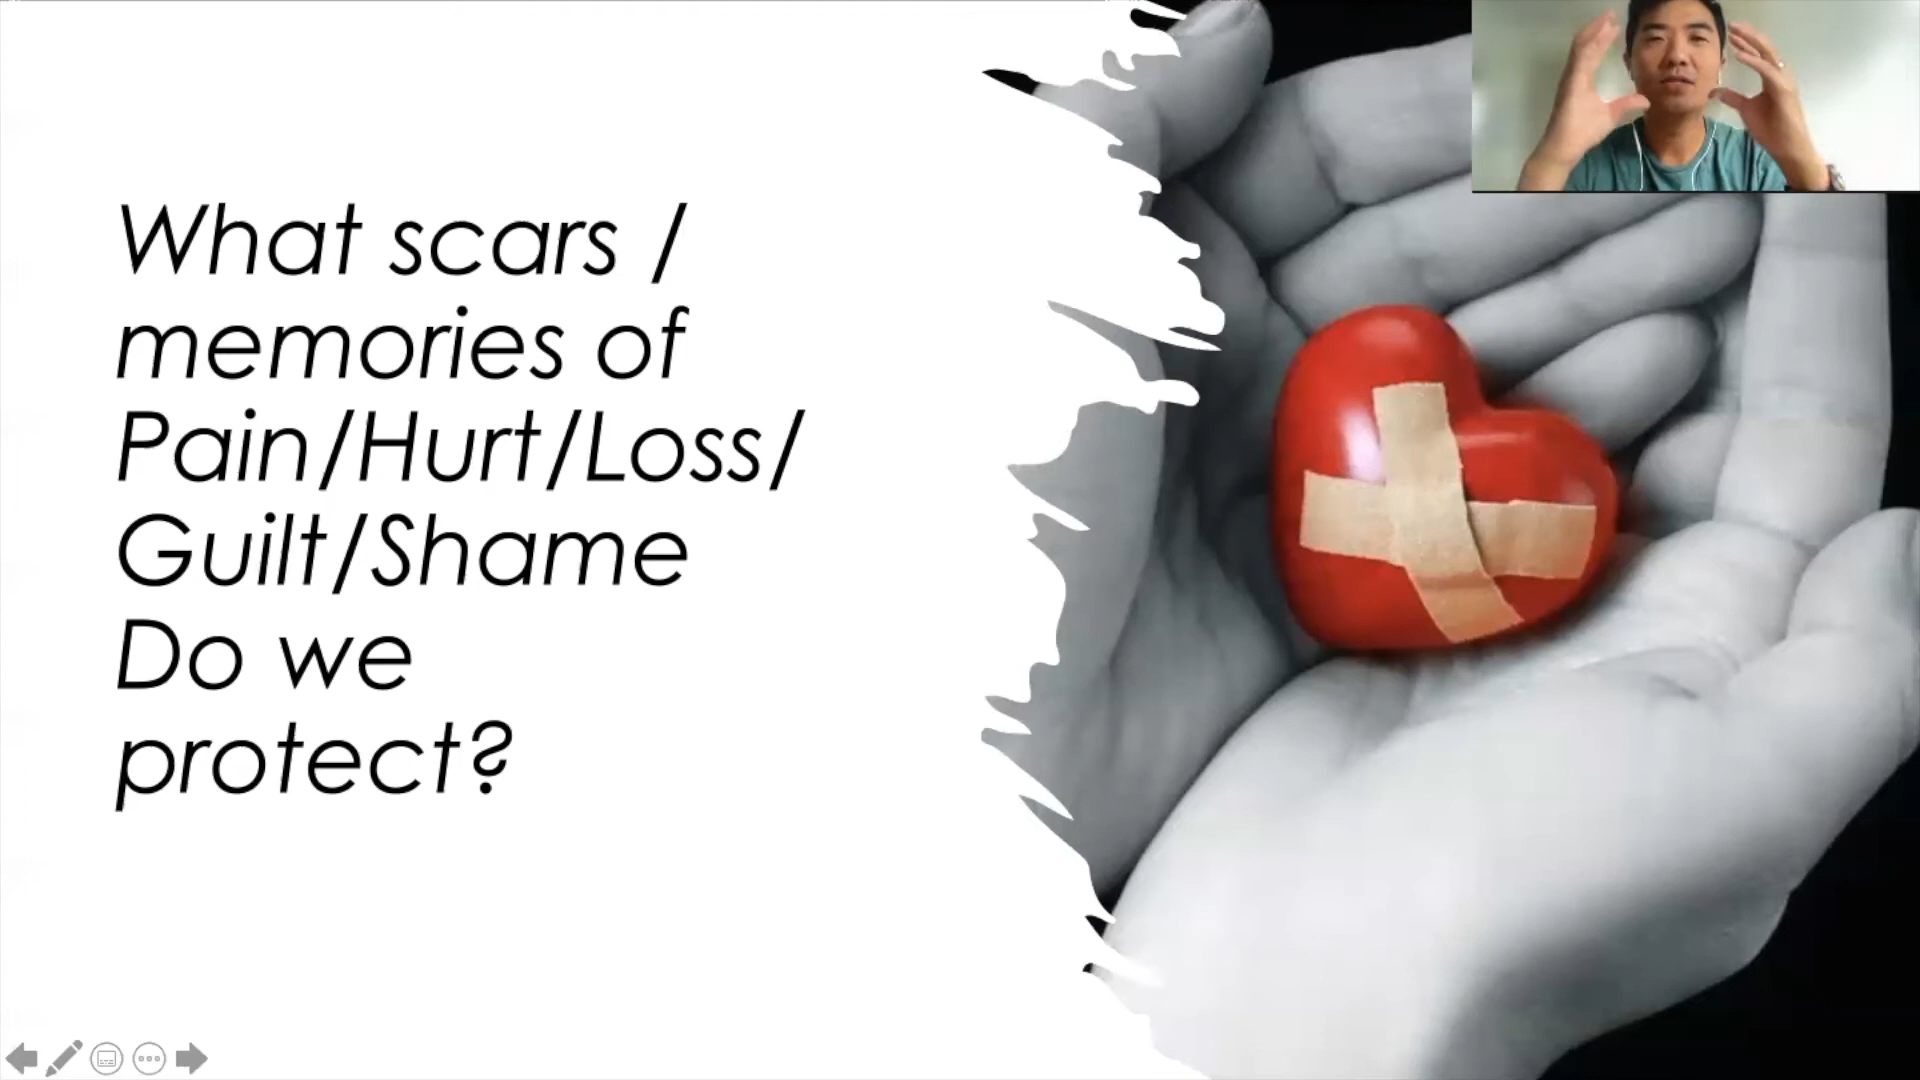 What scars /
memories of
Pain/Hurt/Loss/
Guilt/Shame
Do we
protect?